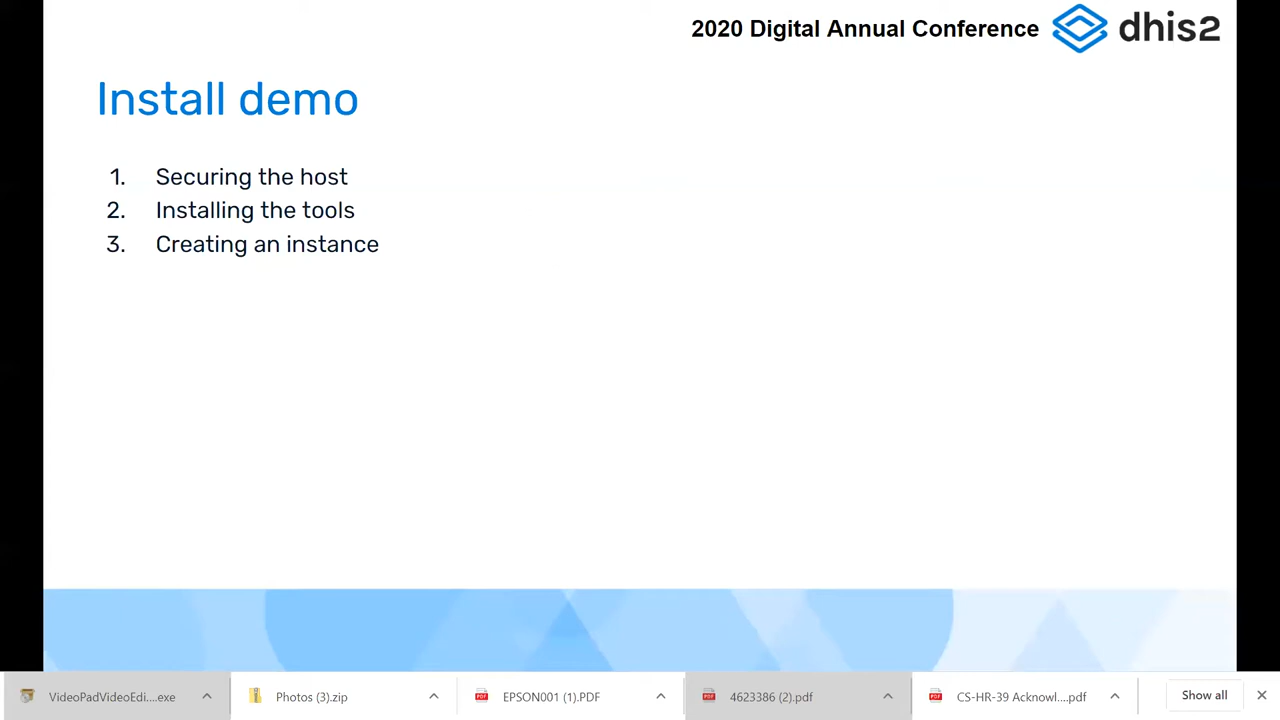 2020 Digital Annual Conference dhis2
Install demo
1. Securing the host
2. Installing the tools
3. Creating an instance
VideoPadVideoEdi....exe Photos (3).zip EPSON001 (1).PDF 4623386 (2).pdf CS-HR-39 Acknowl....pdf Show all